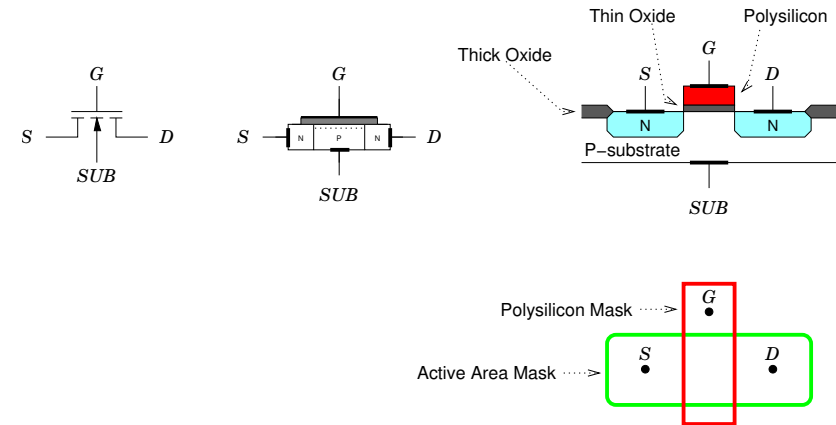 G
S
D
SUB
G
S
N
P
N
D
SUB
Thin Oxide
Polysilicon
Thick Oxide
G
S
D
N
N
P−substrate
SUB
Polysilicon Mask
G
Active Area Mask
S
D